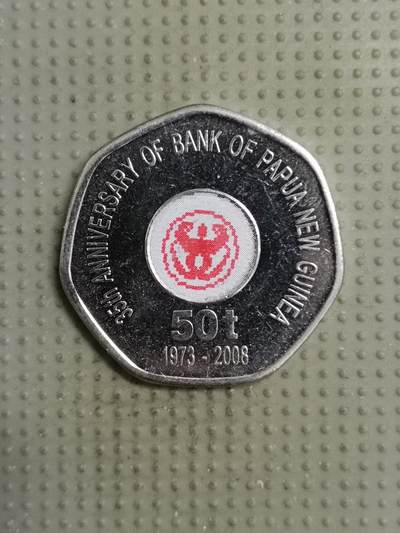 35th ANNIVERSARY OF BANK OF PAPUA NEW GUINEA
50t
1973 - 2008